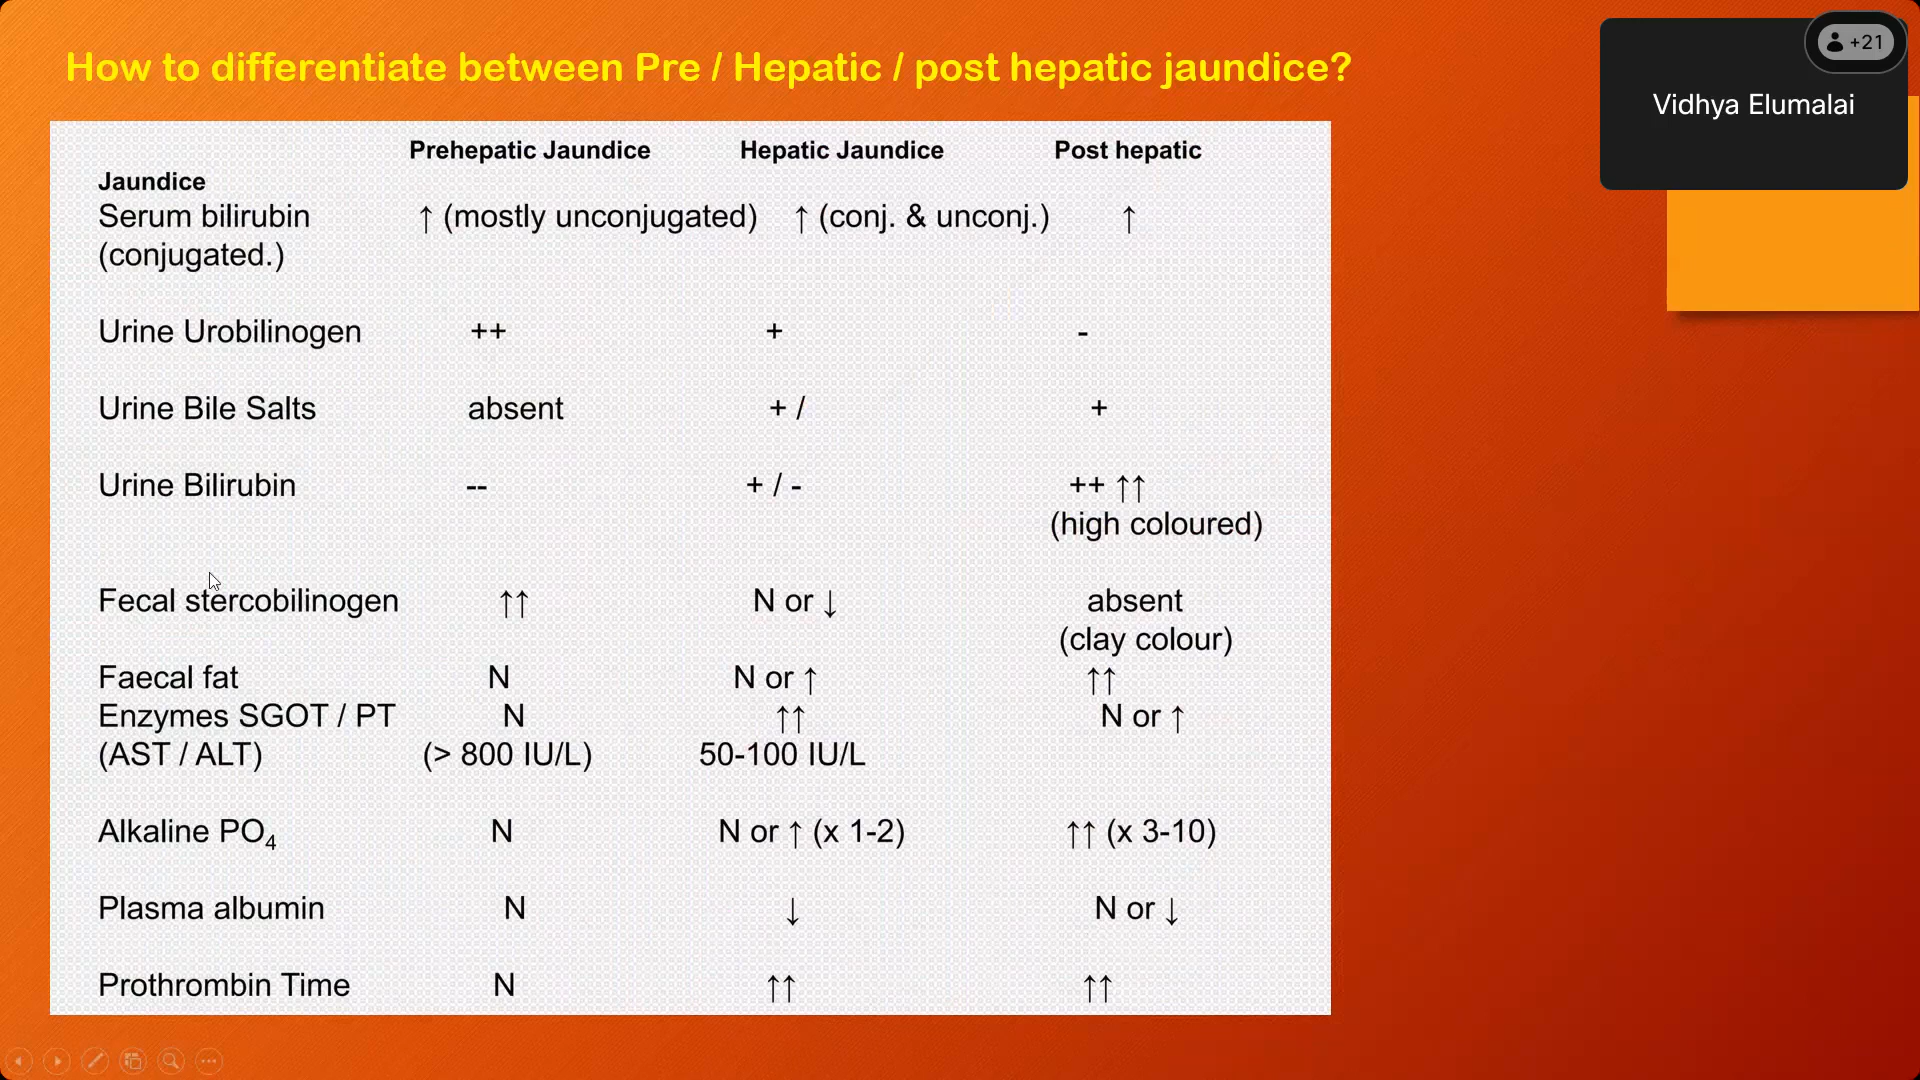 How to differentiate between Pre / Hepatic / post hepatic jaundice?
+21
Vidhya Elumalai
Prehepatic Jaundice Hepatic Jaundice Post hepatic
Jaundice
Serum bilirubin ↑ (mostly unconjugated) ↑ (conj. & unconj.) ↑
(conjugated.)
Urine Urobilinogen ++ + -
Urine Bile Salts absent + / +
Urine Bilirubin -- + / - ++ ↑↑
(high coloured)
Fecal stercobilinogen ↑↑ N or ↓ absent
(clay colour)
Faecal fat N N or ↑ ↑↑
Enzymes SGOT / PT N ↑↑ N or ↑
(AST / ALT) (> 800 IU/L) 50-100 IU/L
Alkaline PO₄ N N or ↑ (x 1-2) ↑↑ (x 3-10)
Plasma albumin N ↓ N or ↓
Prothrombin Time N ↑↑ ↑↑